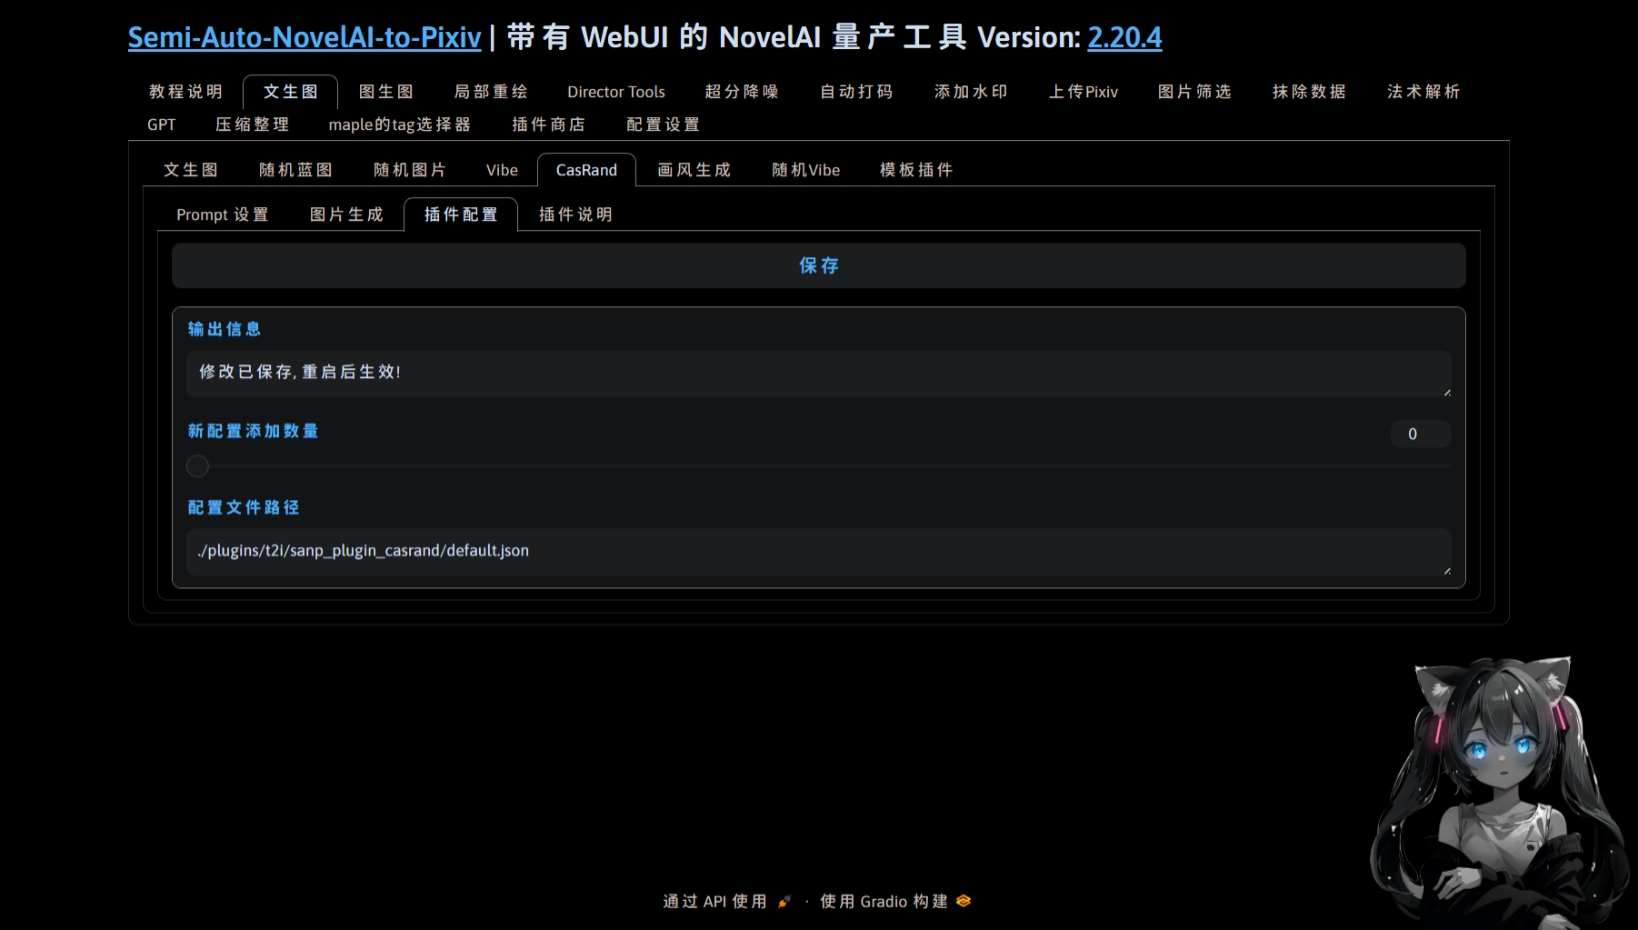 Semi-Auto-NovelAI-to-Pixiv | 带有 WebUI 的 NovelAI 量产工具 Version: 2.20.4
教程说明 文生图 图生图 局部重绘 Director Tools 超分降噪 自动打码 添加水印 上传Pixiv 图片筛选 抹除数据 法术解析
GPT 压缩整理 maple的tag选择器 插件商店 配置设置
文生图 随机蓝图 随机图片 Vibe CasRand 画风生成 随机Vibe 模板插件
Prompt 设置 图片生成 插件配置 插件说明
保存
输出信息
修改已保存, 重启后生效!
新配置添加数量 0
配置文件路径
./plugins/t2i/sanp_plugin_casrand/default.json
通过 API 使用 · 使用 Gradio 构建